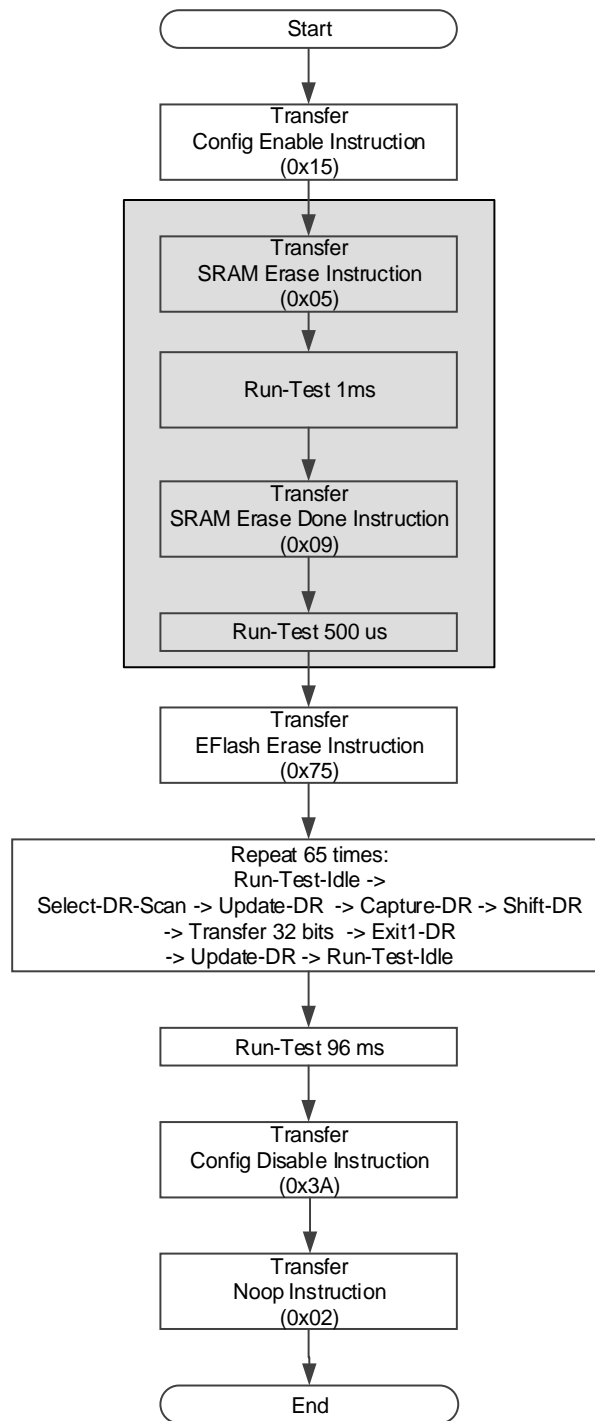 Start
Transfer
Config Enable Instruction
(0x15)
Transfer
SRAM Erase Instruction
(0x05)
Run-Test 1ms
Transfer
SRAM Erase Done Instruction
(0x09)
Run-Test 500 us
Transfer
EFlash Erase Instruction
(0x75)
Repeat 65 times:
Run-Test-Idle ->
Select-DR-Scan -> Update-DR -> Capture-DR -> Shift-DR
-> Transfer 32 bits -> Exit1-DR
-> Update-DR -> Run-Test-Idle
Run-Test 96 ms
Transfer
Config Disable Instruction
(0x3A)
Transfer
Noop Instruction
(0x02)
End